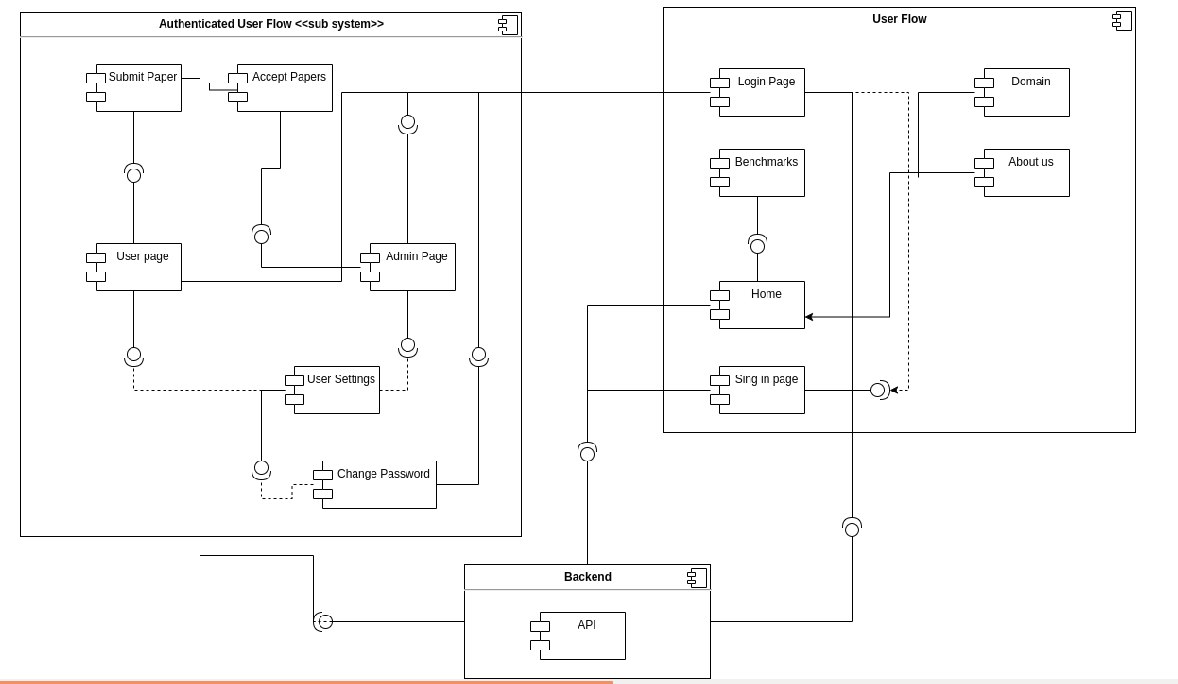 Authenticated User Flow <<sub system>>
User Flow
Submit Paper
Accept Papers
Login Page
Domain
Benchmarks
About us
User page
Admin Page
Home
User Settings
Sing in page
Change Password
Backend
API